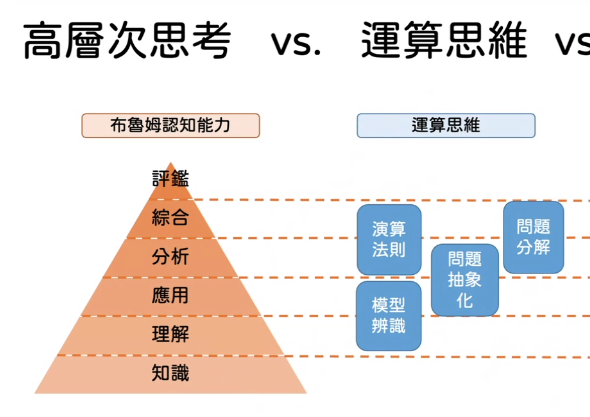 高層次思考 vs. 運算思維 vs
布魯姆認知能力
運算思維
評鑑
綜合
分析
應用
理解
知識
演算
法則
模型
辨識
問題
抽象
化
問題
分解